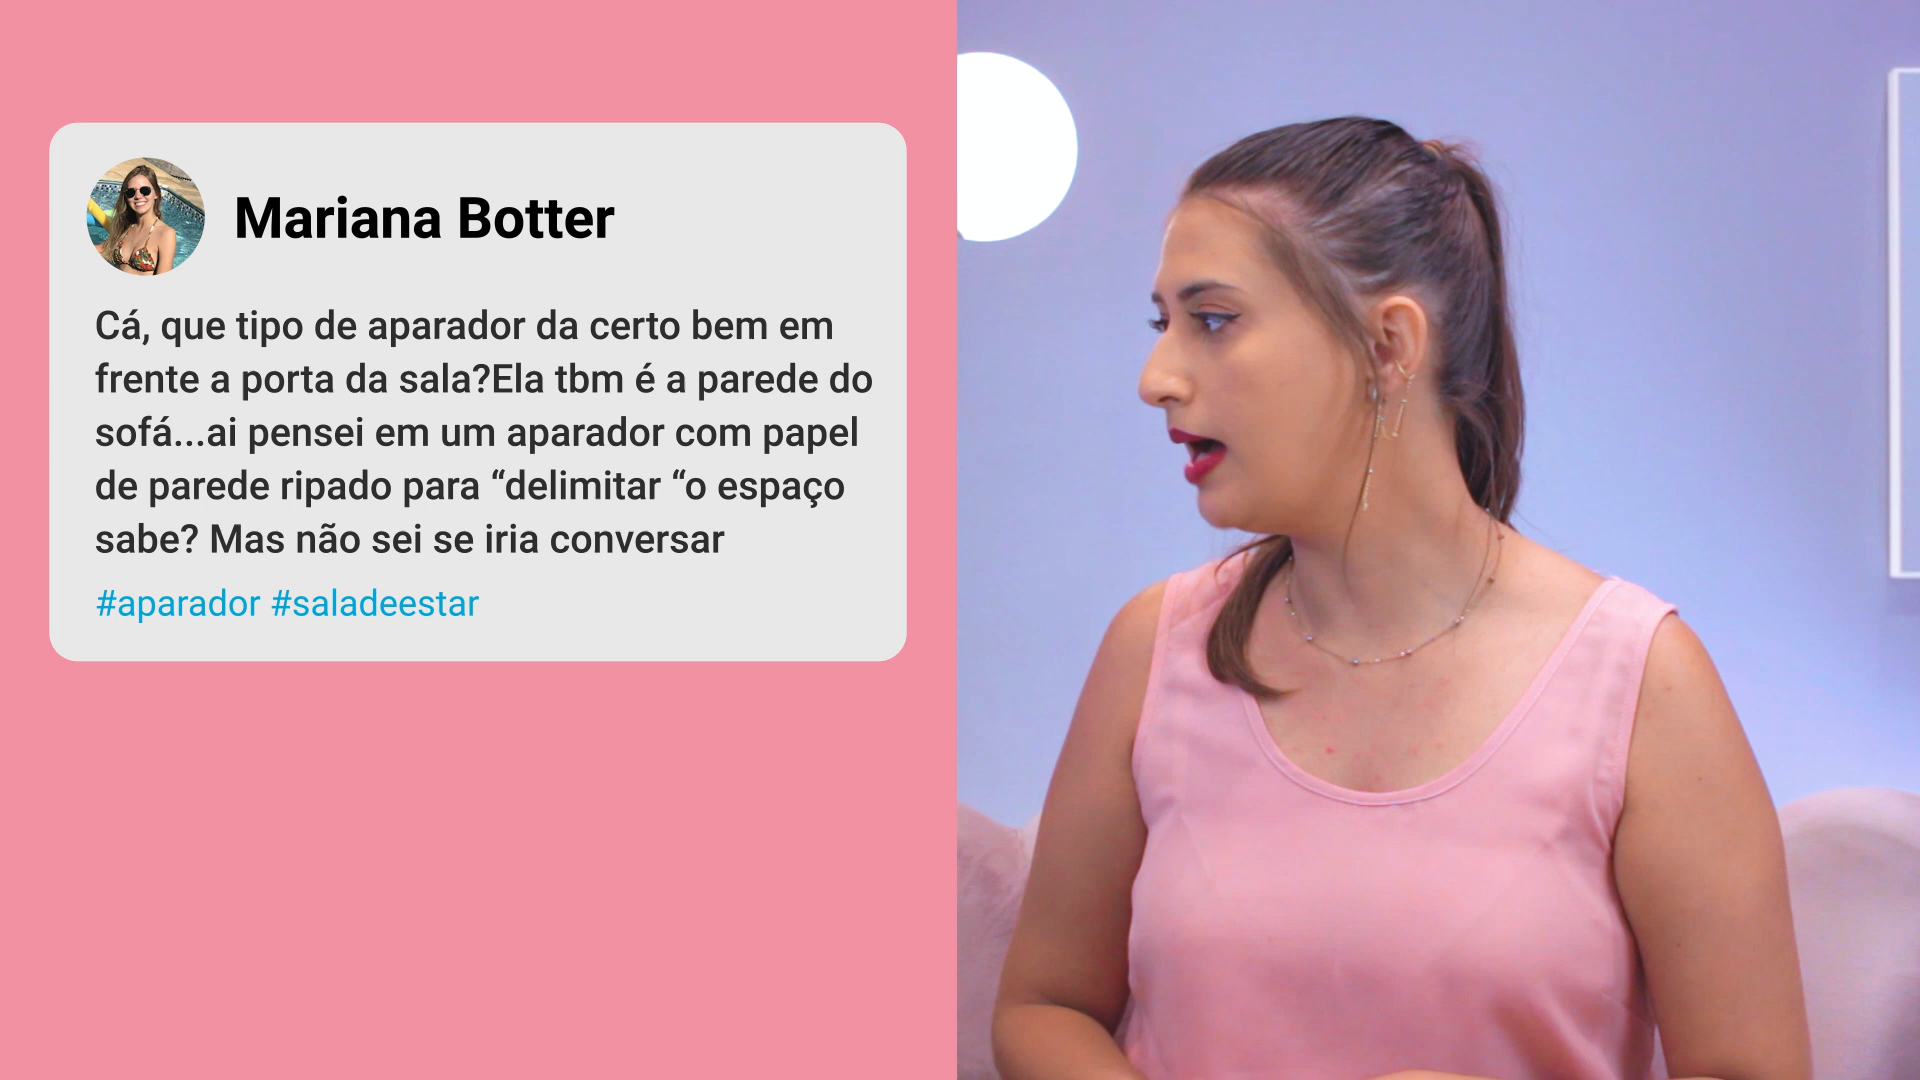 Mariana Botter
Cá, que tipo de aparador da certo bem em
frente a porta da sala?Ela tbm é a parede do
sofá...ai pensei em um aparador com papel
de parede ripado para “delimitar “o espaço
sabe? Mas não sei se iria conversar
#aparador #saladeestar